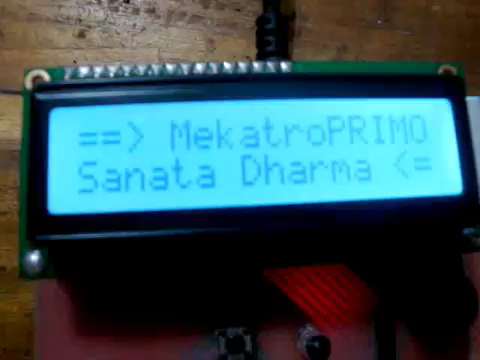 ==> MekatroPRIMO
Sanata Dharma <=